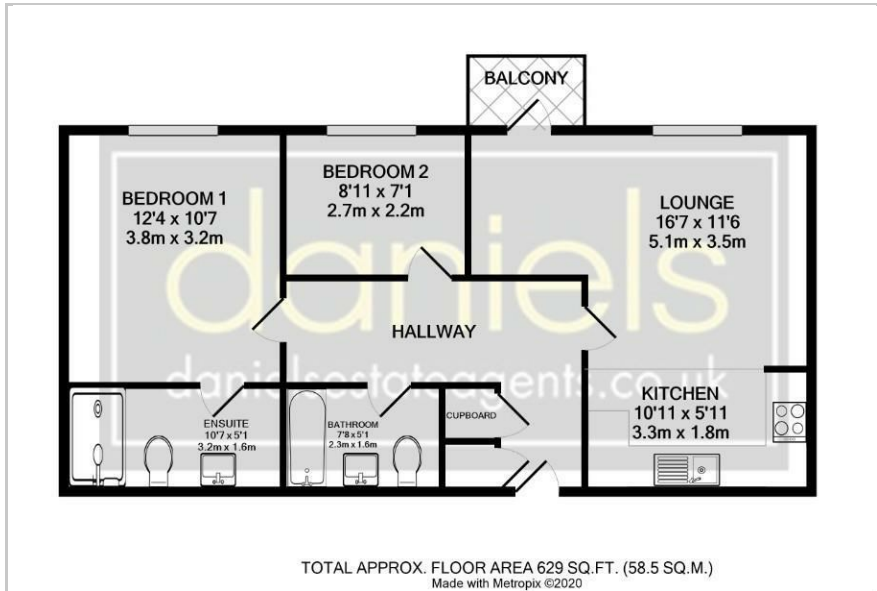 BALCONY
BEDROOM 1
12'4 x 10'7
3.8m x 3.2m
BEDROOM 2
8'11 x 7'1
2.7m x 2.2m
LOUNGE
16'7 x 11'6
5.1m x 3.5m
daniels
HALLWAY
danielsestateagents.co.uk
ENSUITE
10'7 x 5'1
3.2m x 1.6m
BATHROOM
7'8 x 5'1
2.3m x 1.6m
CUPBOARD
KITCHEN
10'11 x 5'11
3.3m x 1.8m
TOTAL APPROX. FLOOR AREA 629 SQ.FT. (58.5 SQ.M.)
Made with Metropix ©2020